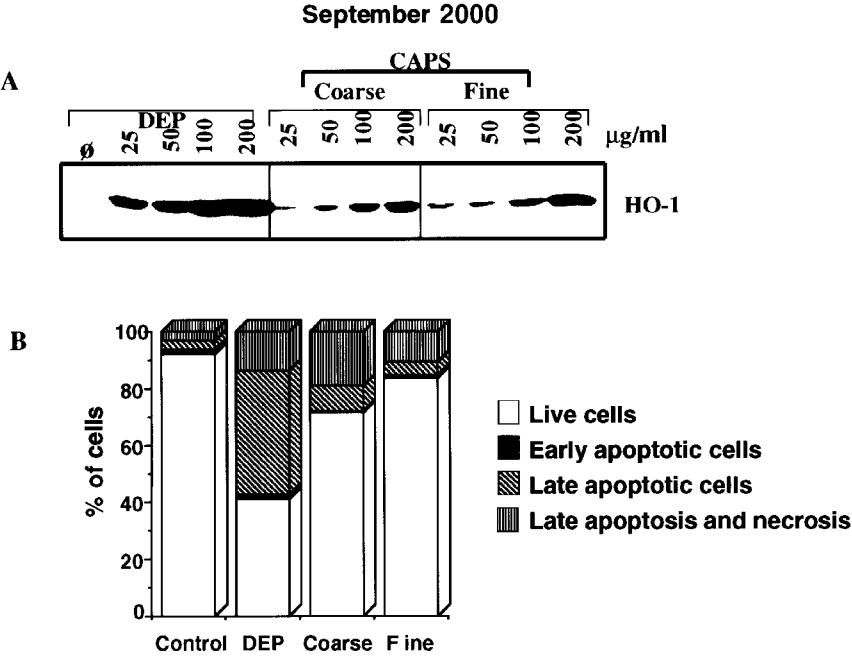 September 2000
A
CAPS
Coarse Fine
DEP
ø 25 50 100 200 25 50 100 200 25 50 100 200 µg/ml
HO-1
B
100
80
60
40
20
0
% of cells
Control DEP Coarse F ine
Live cells
Early apoptotic cells
Late apoptotic cells
Late apoptosis and necrosis